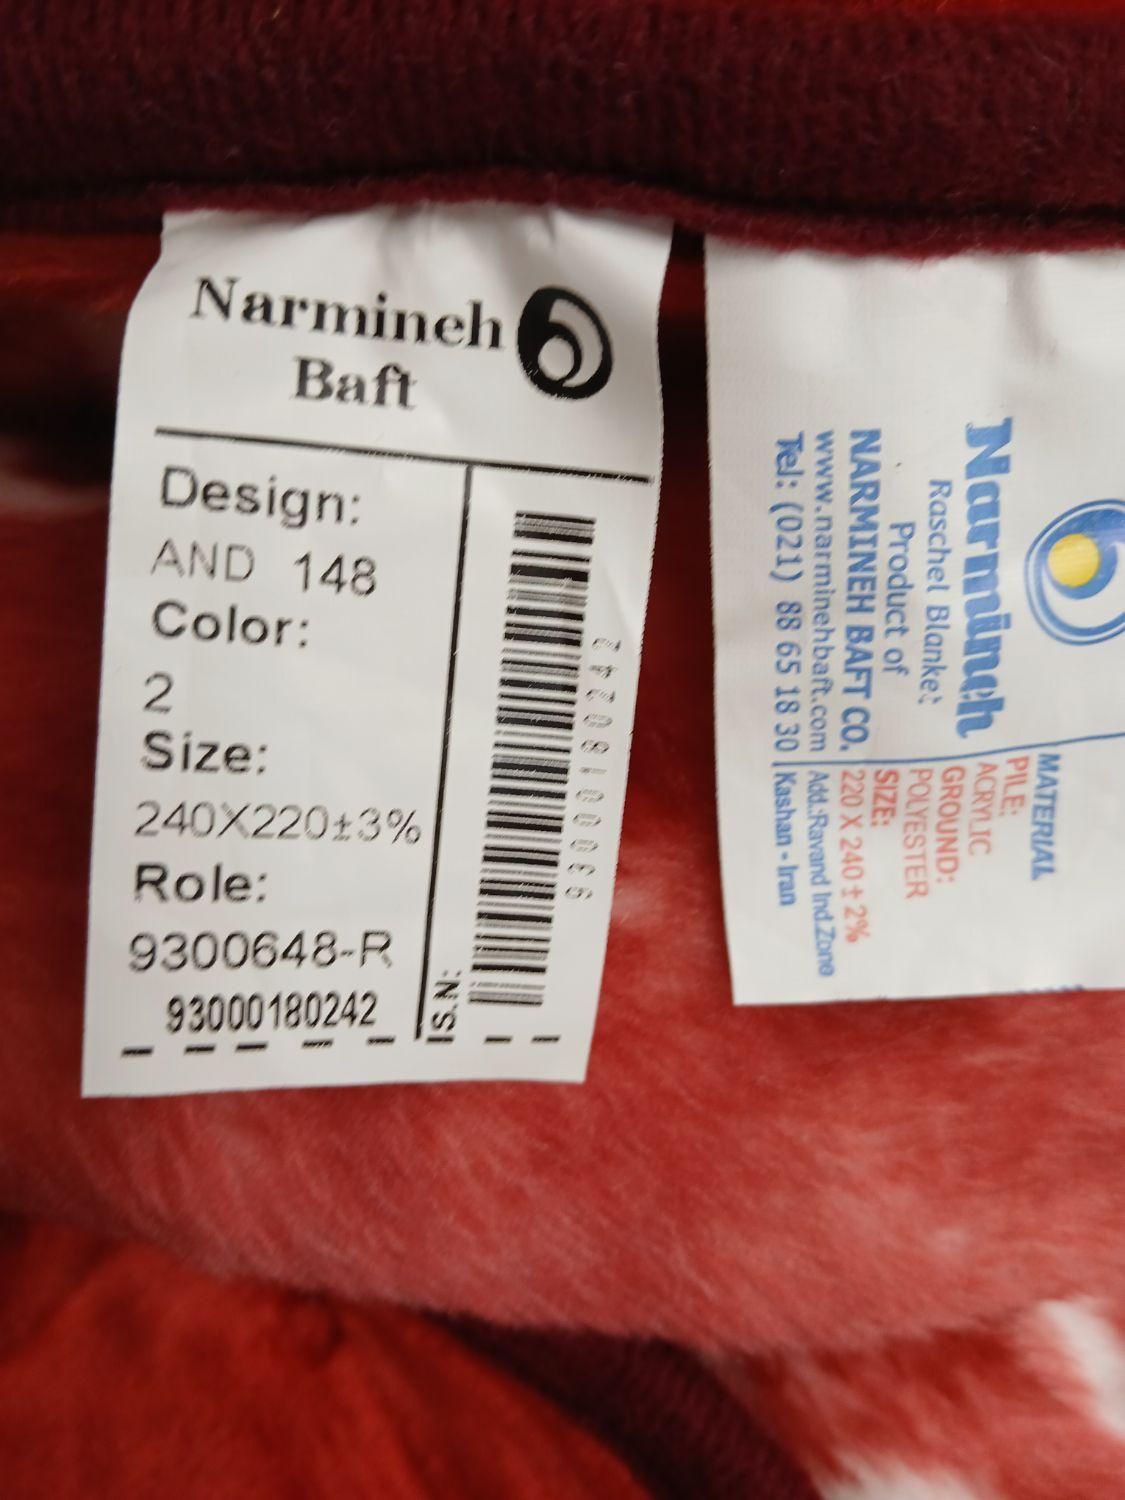 Narmineh
Baft
Design:
AND 148
Color:
2
Size:
240X220±3%
Role:
9300648-R
93000180242
IS.N:
93000180242
Narmineh
Raschel Blanket
Product of
NARMINEH BAFT CO.
www.narminehbaft.com
Tel: (021) 88 65 18 30
MATERIAL
PILE:
ACRYLIC
GROUND:
POLYESTER
SIZE:
220 X 240 ± 2%
Add.:Ravand Ind.Zone
Kashan - Iran